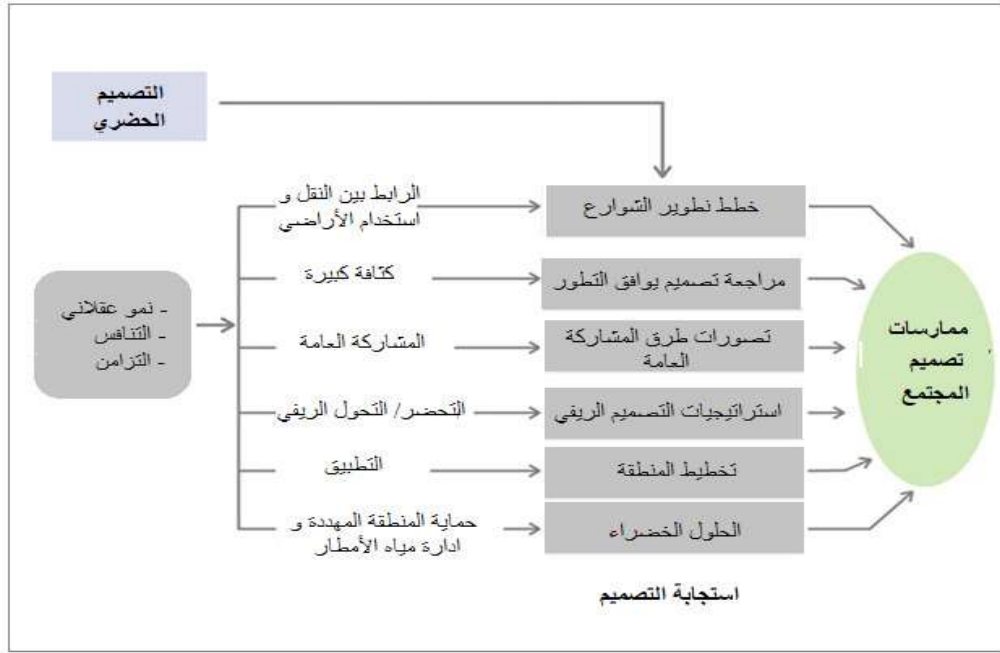 التصميم
الحضري
الرابط بين النقل و
استخدام الأراضي
خطط نطوير الشوارع
كثافة كبيرة
مراجعة تصميم يوافق التطور
- نمو عقلاني
- التنافس
- التزامن
المشاركة العامة
تصورات طرق المشاركة
العامة
ممارسات
تصميم
المجتمع
التحضر/ التحول الريفي
استراتيجيات التصميم الريفي
التطبيق
تخطيط المنطقة
حماية المنطقة المهددة و
ادارة مياه الأمطار
الحلول الخضراء
استجابة التصميم